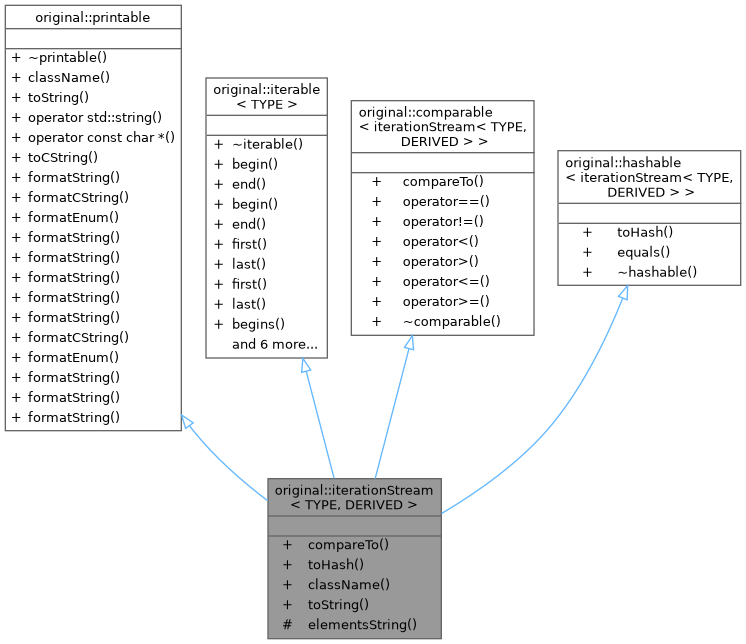 original::printable
+ ~printable()
+ className()
+ toString()
+ operator std::string()
+ operator const char *()
+ toCString()
+ formatString()
+ formatCString()
+ formatEnum()
+ formatString()
+ formatString()
+ formatString()
+ formatString()
+ formatString()
+ formatCString()
+ formatEnum()
+ formatString()
+ formatString()
+ formatString()
original::iterable
< TYPE >
+ ~iterable()
+ begin()
+ end()
+ begin()
+ end()
+ first()
+ last()
+ first()
+ last()
+ begins()
and 6 more...
original::comparable
< iterationStream< TYPE,
DERIVED > >
+ compareTo()
+ operator==()
+ operator!=()
+ operator<()
+ operator>()
+ operator<=()
+ operator>=()
+ ~comparable()
original::hashable
< iterationStream< TYPE,
DERIVED > >
+ toHash()
+ equals()
+ ~hashable()
original::iterationStream
< TYPE, DERIVED >
+ compareTo()
+ toHash()
+ className()
+ toString()
# elementsString()